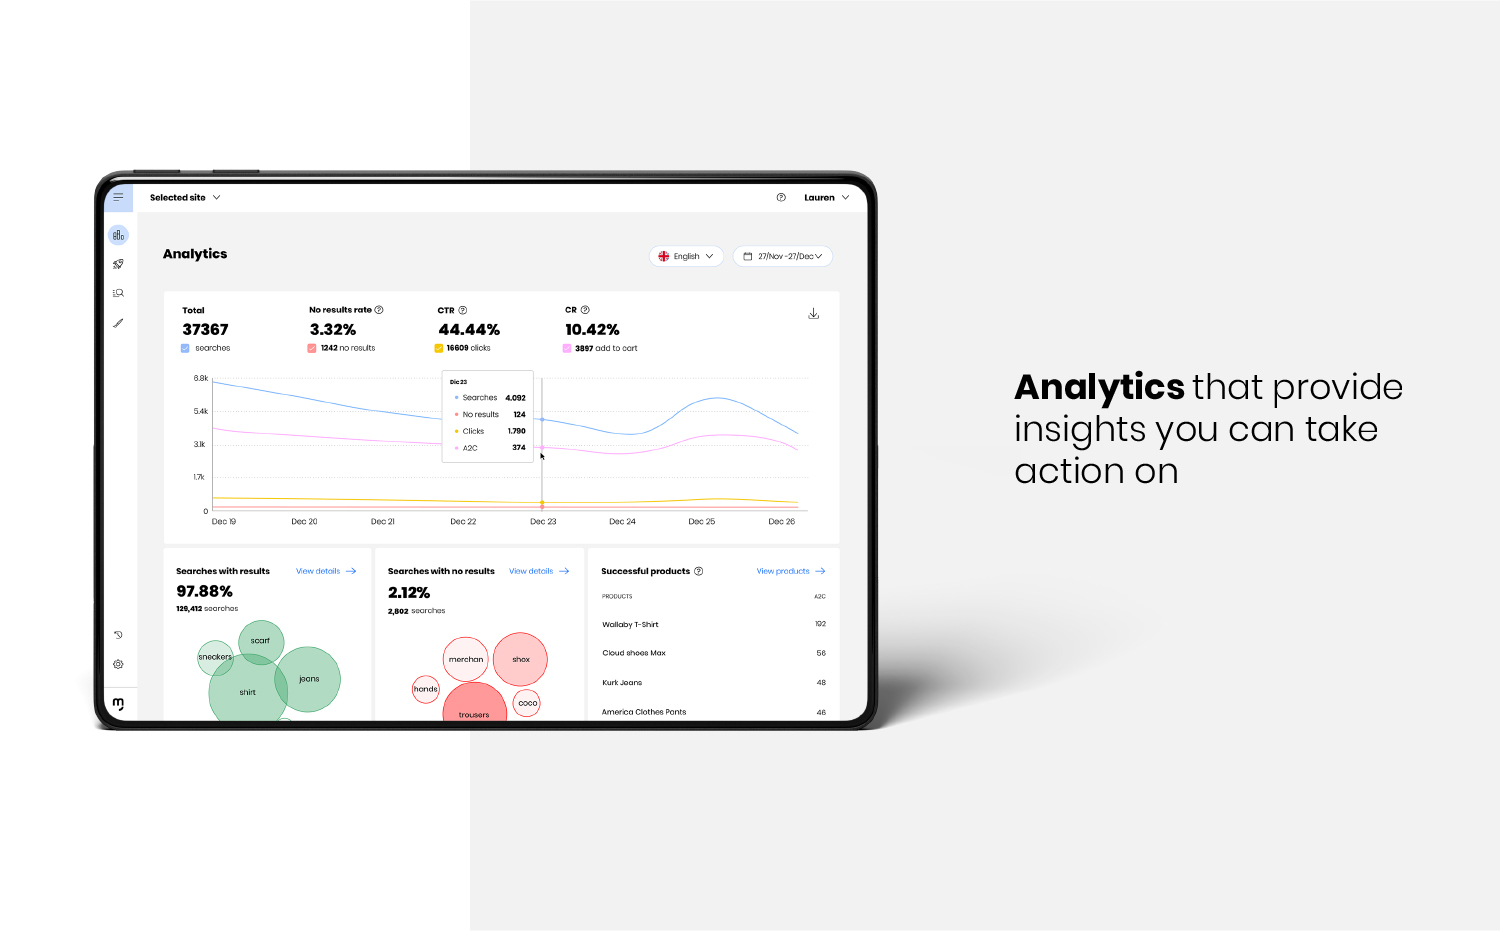 Selected site
Lauren
Analytics
English
27/Nov -27/Dec
Total
37367
searches
No results rate
3.32%
1242 no results
CTR
44.44%
16609 clicks
CR
10.42%
3897 add to cart
6.8k
5.4k
3.1k
1.7k
0
Dic 23
Searches 4.092
No results 124
Clicks 1.790
A2C 374
Dec 19 Dec 20 Dec 21 Dec 22 Dec 23 Dec 24 Dec 25 Dec 26
Searches with results View details
97.88%
129,412 searches
scarf
sneakers
jeans
shirt
Searches with no results View details
2.12%
2,802 searches
merchan
shox
hands
coco
trousers
Successful products View products
PRODUCTS A2C
Wallaby T-Shirt 192
Cloud shoes Max 56
Kurk Jeans 48
America Clothes Pants 46
Analytics that provide
insights you can take
action on